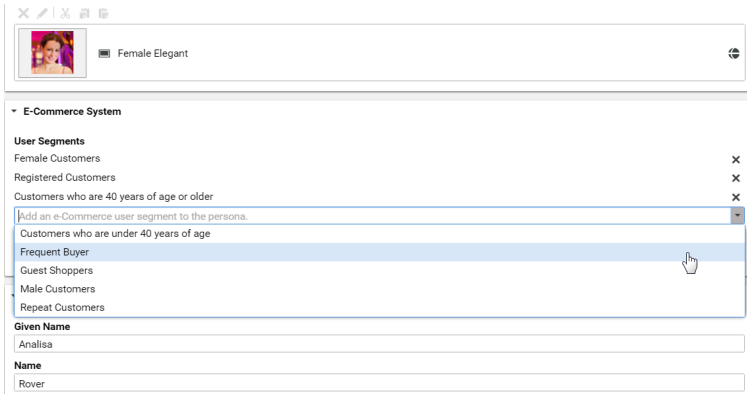 Female Elegant
E-Commerce System
User Segments
Female Customers
Registered Customers
Customers who are 40 years of age or older
Add an e-Commerce user segment to the persona.
Customers who are under 40 years of age
Frequent Buyer
Guest Shoppers
Male Customers
Repeat Customers
Given Name
Analisa
Name
Rover